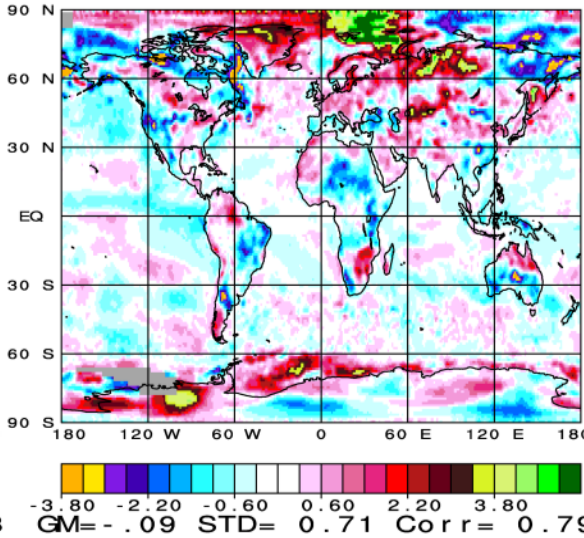 90 N
60 N
30 N
EQ
30 S
60 S
90 S
180 120 W 60 W 0 60 E 120 E 180
-3.80 -2.20 -0.60 0.60 2.20 3.80
GM=-.09 STD= 0.71 Corr= 0.79